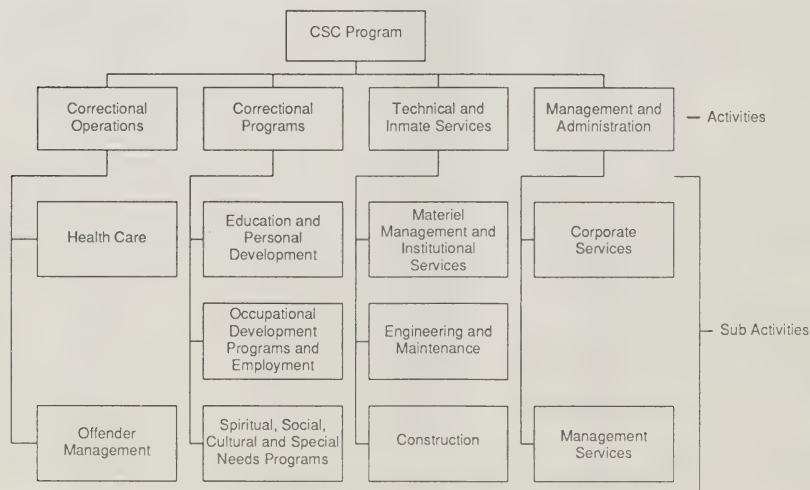 CSC Program
Correctional
Operations
Correctional
Programs
Technical and
Inmate Services
Management and
Administration
Activities
Health Care
Education and
Personal
Development
Materiel
Management and
Institutional
Services
Corporate
Services
Occupational
Development
Programs and
Employment
Engineering and
Maintenance
Sub Activities
Offender
Management
Spiritual, Social,
Cultural and Special
Needs Programs
Construction
Management
Services